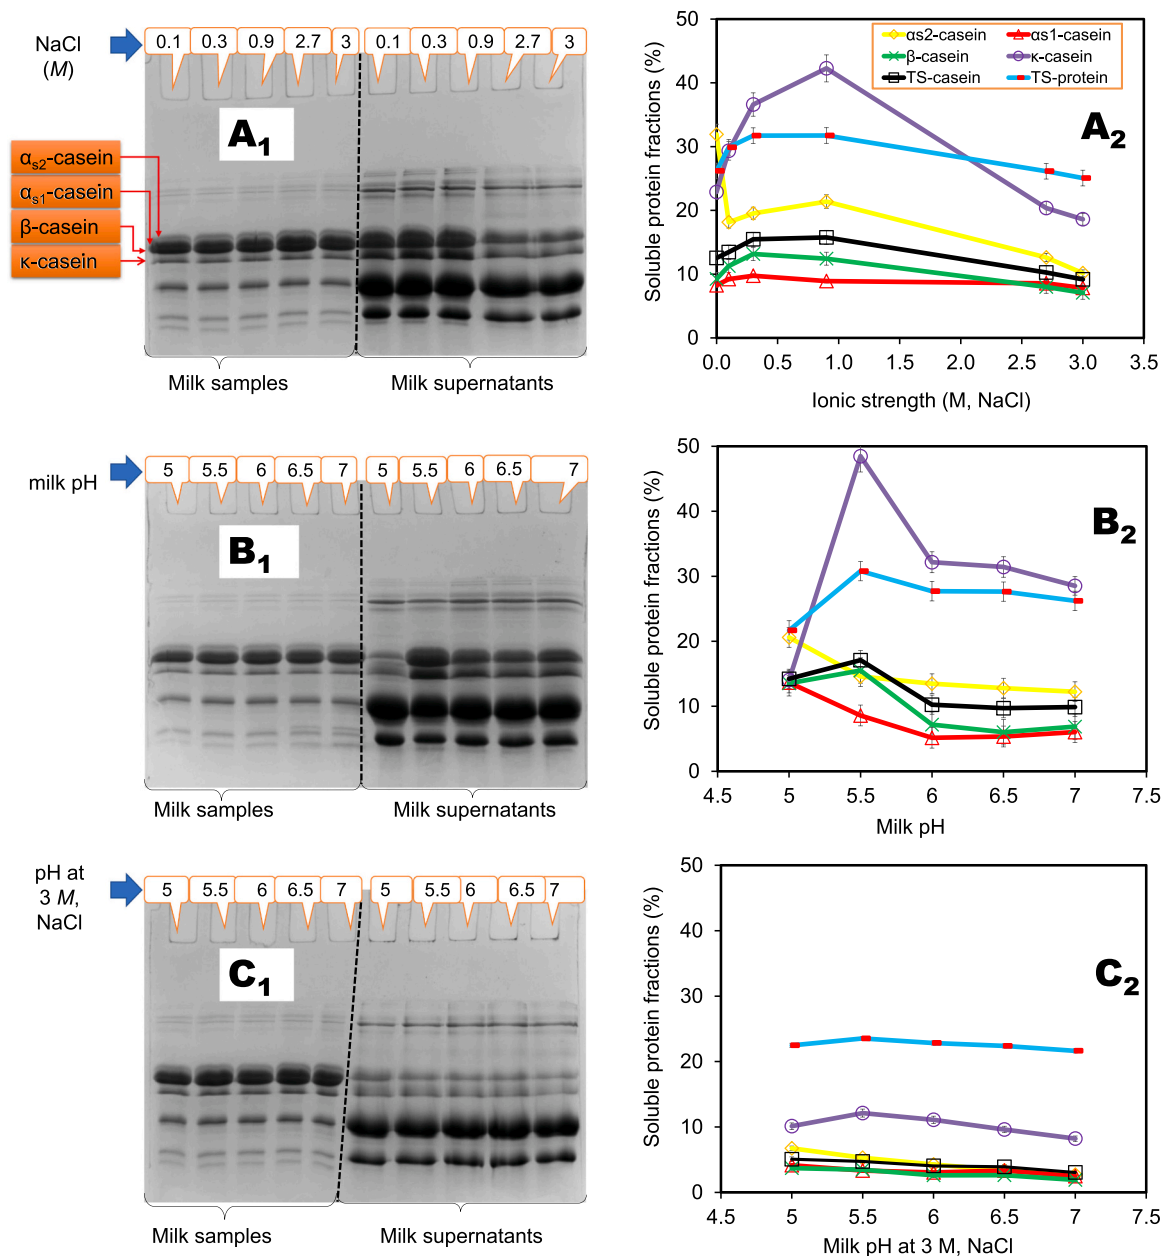 NaCl
(M)
0.1 0.3 0.9 2.7 3 0.1 0.3 0.9 2.7 3
A1
αs2-casein
αs1-casein
β-casein
κ-casein
Milk samples
Milk supernatants
Soluble protein fractions (%)
50
40
30
20
10
0
αs2-casein αs1-casein
β-casein κ-casein
TS-casein TS-protein
A2
0.0 0.5 1.0 1.5 2.0 2.5 3.0 3.5
Ionic strength (M, NaCl)
milk pH
5 5.5 6 6.5 7 5 5.5 6 6.5 7
B1
Milk samples
Milk supernatants
Soluble protein fractions (%)
50
40
30
20
10
0
B2
4.5 5 5.5 6 6.5 7 7.5
Milk pH
pH at
3 M,
NaCl
5 5.5 6 6.5 7 5 5.5 6 6.5 7
C1
Milk samples
Milk supernatants
Soluble protein fractions (%)
50
40
30
20
10
0
C2
4.5 5 5.5 6 6.5 7 7.5
Milk pH at 3 M, NaCl